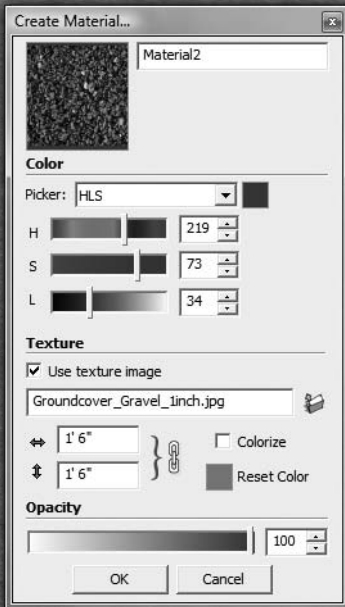 Create Material...
Material2
Color
Picker: HLS
H 219
S 73
L 34
Texture
Use texture image
Groundcover_Gravel_1inch.jpg
1' 6"
Colorize
1' 6"
Reset Color
Opacity
100
OK Cancel